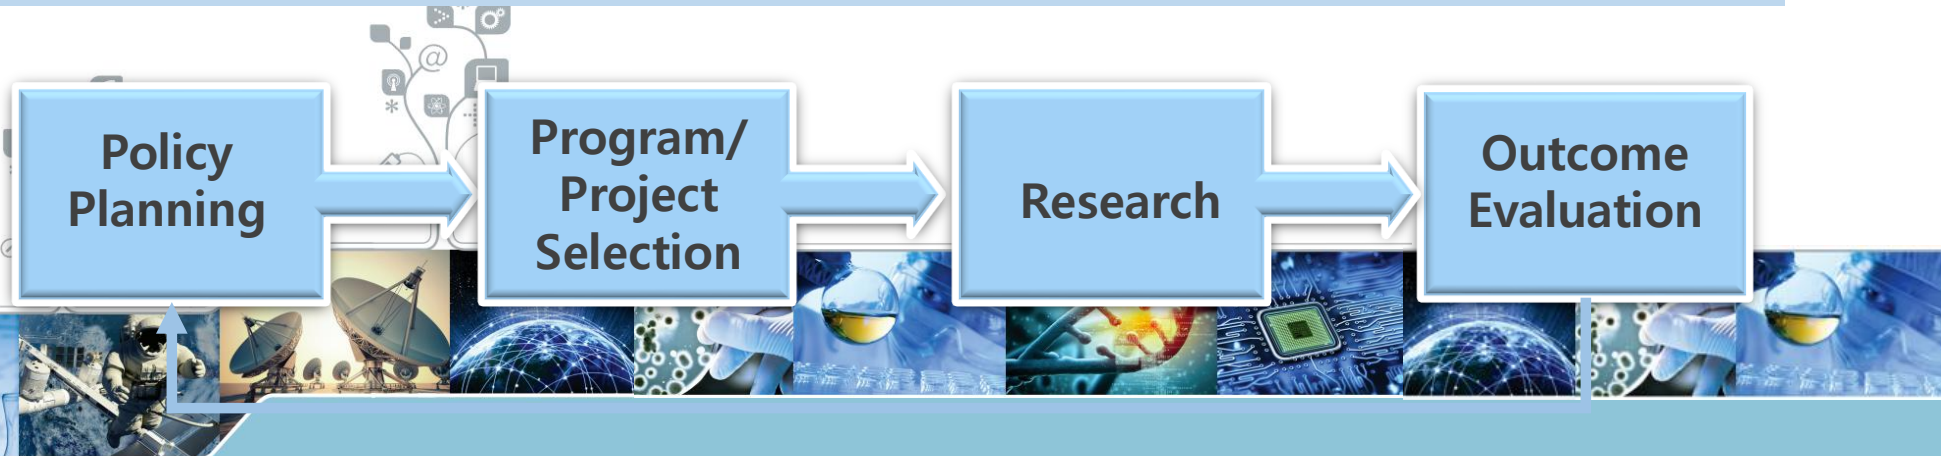 Policy
Planning
Program/
Project
Selection
Research
Outcome
Evaluation